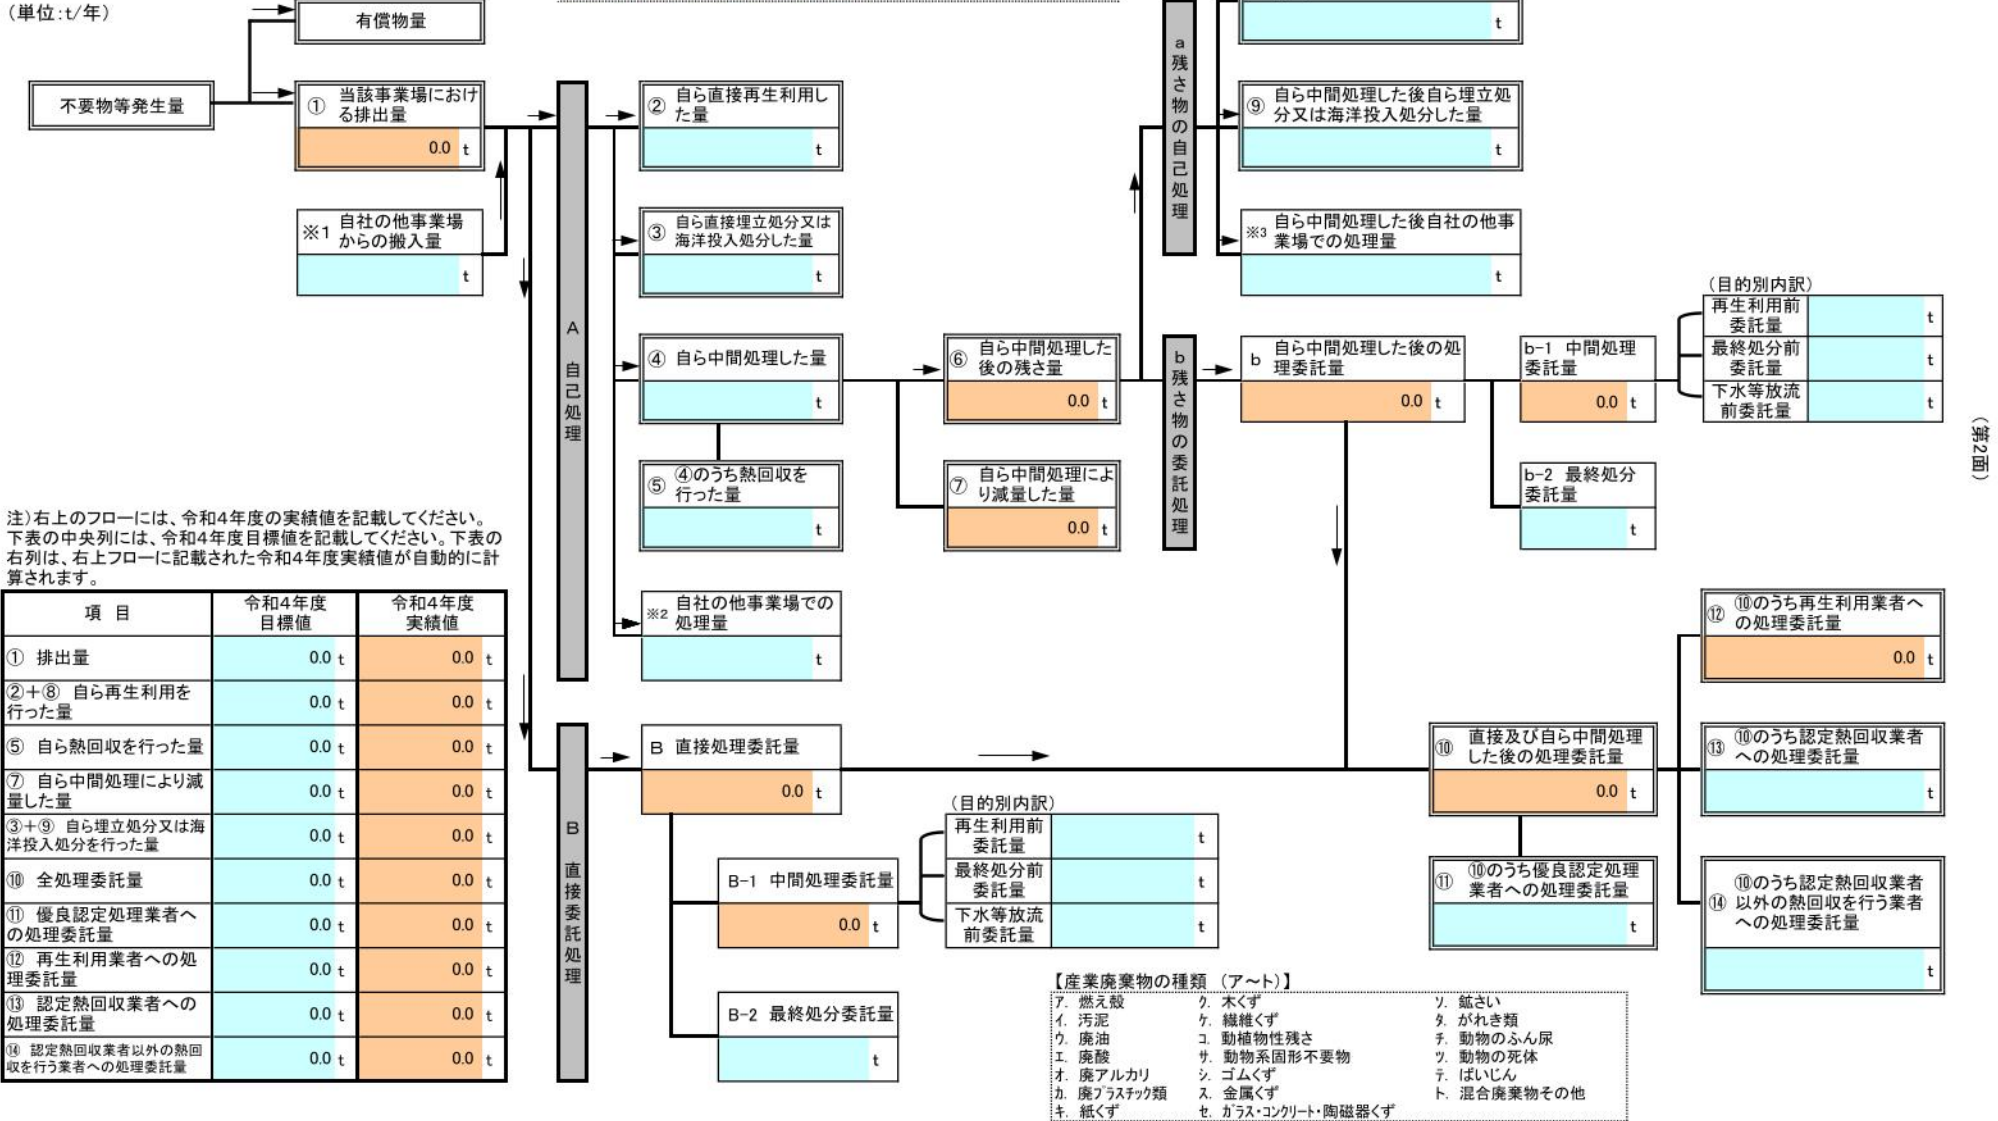 (単位:t/年)
有償物量
不要物等発生量
① 当該事業場におけ
る排出量
0.0 t
※1 自社の他事業場
からの搬入量
t
A 自己処理
② 自ら直接再生利用し
た量
t
③ 自ら直接埋立処分又は
海洋投入処分した量
t
④ 自ら中間処理した量
t
⑤ ④のうち熱回収を
行った量
t
※2 自社の他事業場での
処理量
t
⑥ 自ら中間処理した
後の残さ量
0.0 t
⑦ 自ら中間処理によ
り減量した量
0.0 t
a 残さ物の自己処理
t
⑨ 自ら中間処理した後自ら埋立処
分又は海洋投入処分した量
t
※3 自ら中間処理した後自社の他事
業場での処理量
t
b 残さ物の委託処理
b 自ら中間処理した後の処
理委託量
0.0 t
b-1 中間処理
委託量
0.0 t
(目的別内訳)
再生利用前
委託量
t
最終処分前
委託量
t
下水等放流
前委託量
t
b-2 最終処分
委託量
t
(第2面)
注)右上のフローには、令和4年度の実績値を記載してください。
下表の中央列には、令和4年度目標値を記載してください。下表の
右列は、右上フローに記載された令和4年度実績値が自動的に計
算されます。
項 目
令和4年度
目標値
令和4年度
実績値
① 排出量
0.0 t
0.0 t
②+⑧ 自ら再生利用を
行った量
0.0 t
0.0 t
⑤ 自ら熱回収を行った量
0.0 t
0.0 t
⑦ 自ら中間処理により減
量した量
0.0 t
0.0 t
③+⑨ 自ら埋立処分又は海
洋投入処分を行った量
0.0 t
0.0 t
⑩ 全処理委託量
0.0 t
0.0 t
⑪ 優良認定処理業者へ
の処理委託量
0.0 t
0.0 t
⑫ 再生利用業者への処
理委託量
0.0 t
0.0 t
⑬ 認定熱回収業者への
処理委託量
0.0 t
0.0 t
⑭ 認定熱回収業者以外の熱回
収を行う業者への処理委託量
0.0 t
0.0 t
B 直接委託処理
B 直接処理委託量
0.0 t
B-1 中間処理委託量
0.0 t
(目的別内訳)
再生利用前
委託量
t
最終処分前
委託量
t
下水等放流
前委託量
t
B-2 最終処分委託量
t
⑩ 直接及び自ら中間処理
した後の処理委託量
0.0 t
⑪ ⑩のうち優良認定処理
業者への処理委託量
t
⑫ ⑩のうち再生利用業者へ
の処理委託量
0.0 t
⑬ ⑩のうち認定熱回収業者
への処理委託量
t
⑭ ⑩のうち認定熱回収業者
以外の熱回収を行う業者
への処理委託量
t
【産業廃棄物の種類 (ア〜ト)】
ア. 燃え殻
イ. 汚泥
ウ. 廃油
エ. 廃酸
オ. 廃アルカリ
カ. 廃プラスチック類
キ. 紙くず
ク. 木くず
ケ. 繊維くず
コ. 動植物性残さ
サ. 動物系固形不要物
シ. ゴムくず
ス. 金属くず
セ. ガラス・コンクリート・陶磁器くず
ソ. 鉱さい
タ. がれき類
チ. 動物のふん尿
ツ. 動物の死体
テ. ばいじん
ト. 混合廃棄物その他